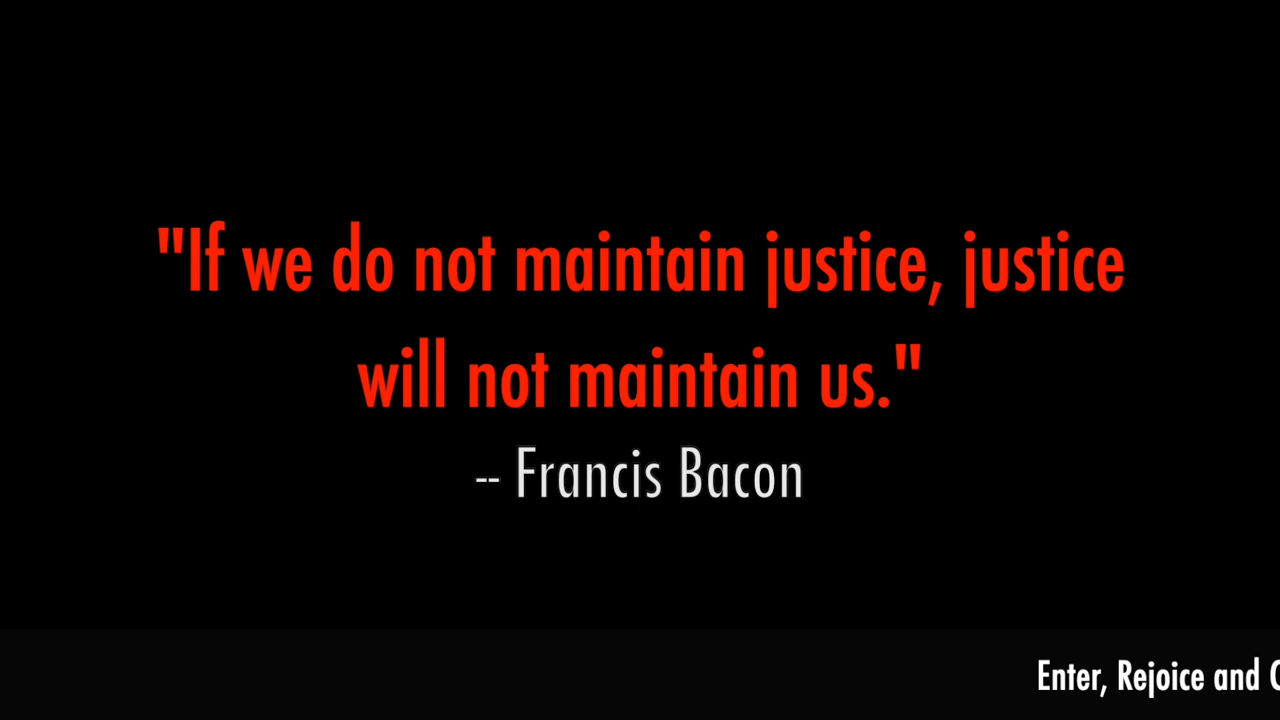 "If we do not maintain justice, justice
will not maintain us."
-- Francis Bacon
Enter, Rejoice and